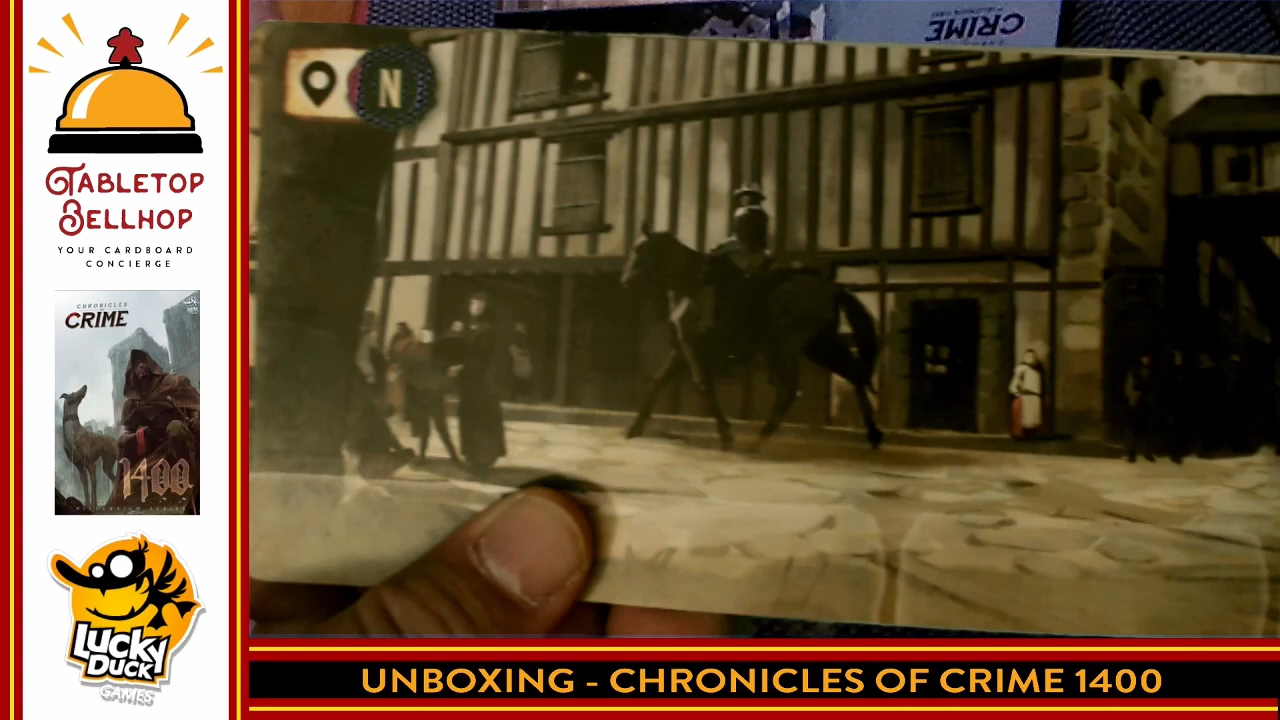 TABLETOP
BELLHOP
YOUR CARDBOARD
CONCIERGE
CHRONICLES
CRIME
1400
LUCKY
DUCK
GAMES
N
CRIME
UNBOXING - CHRONICLES OF CRIME 1400